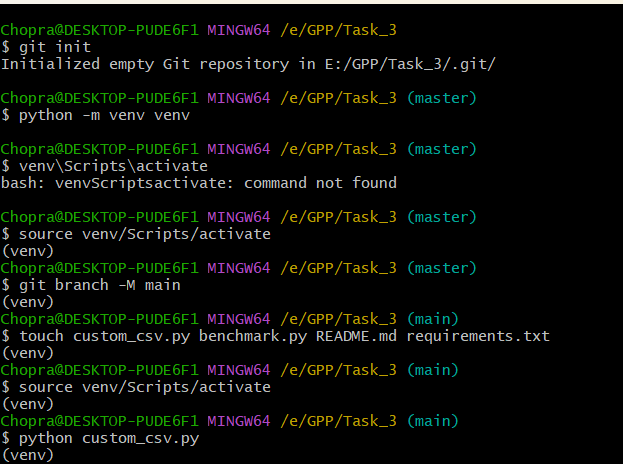 Chopra@DESKTOP-PUDE6F1 MINGW64 /e/GPP/Task_3
$ git init
Initialized empty Git repository in E:/GPP/Task_3/.git/
Chopra@DESKTOP-PUDE6F1 MINGW64 /e/GPP/Task_3 (master)
$ python -m venv venv
Chopra@DESKTOP-PUDE6F1 MINGW64 /e/GPP/Task_3 (master)
$ venv\Scripts\activate
bash: venvScriptsactivate: command not found
Chopra@DESKTOP-PUDE6F1 MINGW64 /e/GPP/Task_3 (master)
$ source venv/Scripts/activate
(venv)
Chopra@DESKTOP-PUDE6F1 MINGW64 /e/GPP/Task_3 (master)
$ git branch -M main
(venv)
Chopra@DESKTOP-PUDE6F1 MINGW64 /e/GPP/Task_3 (main)
$ touch custom_csv.py benchmark.py README.md requirements.txt
(venv)
Chopra@DESKTOP-PUDE6F1 MINGW64 /e/GPP/Task_3 (main)
$ source venv/Scripts/activate
(venv)
Chopra@DESKTOP-PUDE6F1 MINGW64 /e/GPP/Task_3 (main)
$ python custom_csv.py
(venv)